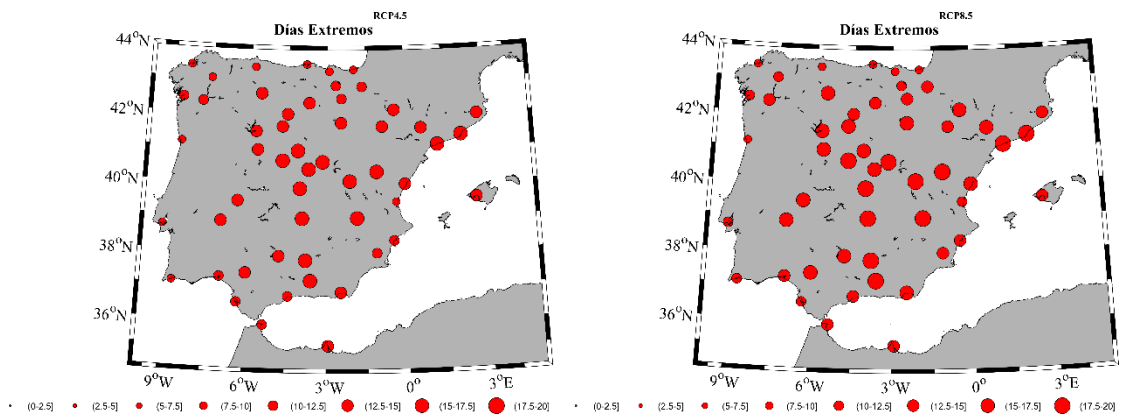 RCP4.5
Días Extremos
44°N
42°N
40°N
38°N
36°N
9°W 6°W 3°W 0° 3°E
(0-2.5] (2.5-5] (5-7.5] (7.5-10] (10-12.5] (12.5-15] (15-17.5] (17.5-20]
RCP8.5
Días Extremos
44°N
42°N
40°N
38°N
36°N
9°W 6°W 3°W 0° 3°E
(0-2.5] (2.5-5] (5-7.5] (7.5-10] (10-12.5] (12.5-15] (15-17.5] (17.5-20]